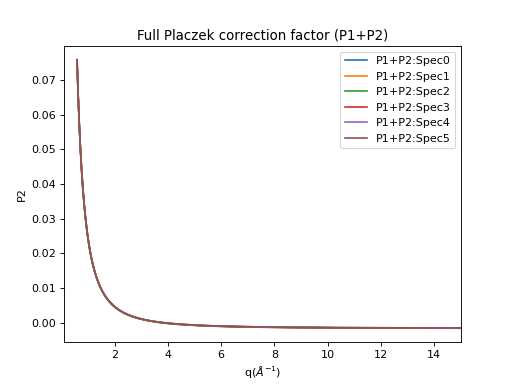 Full Placzek correction factor (P1+P2)
P1+P2:Spec0
P1+P2:Spec1
P1+P2:Spec2
P1+P2:Spec3
P1+P2:Spec4
P1+P2:Spec5
0.07
0.06
0.05
0.04
0.03
0.02
0.01
0.00
P2
2 4 6 8 10 12 14
q(Å⁻¹)